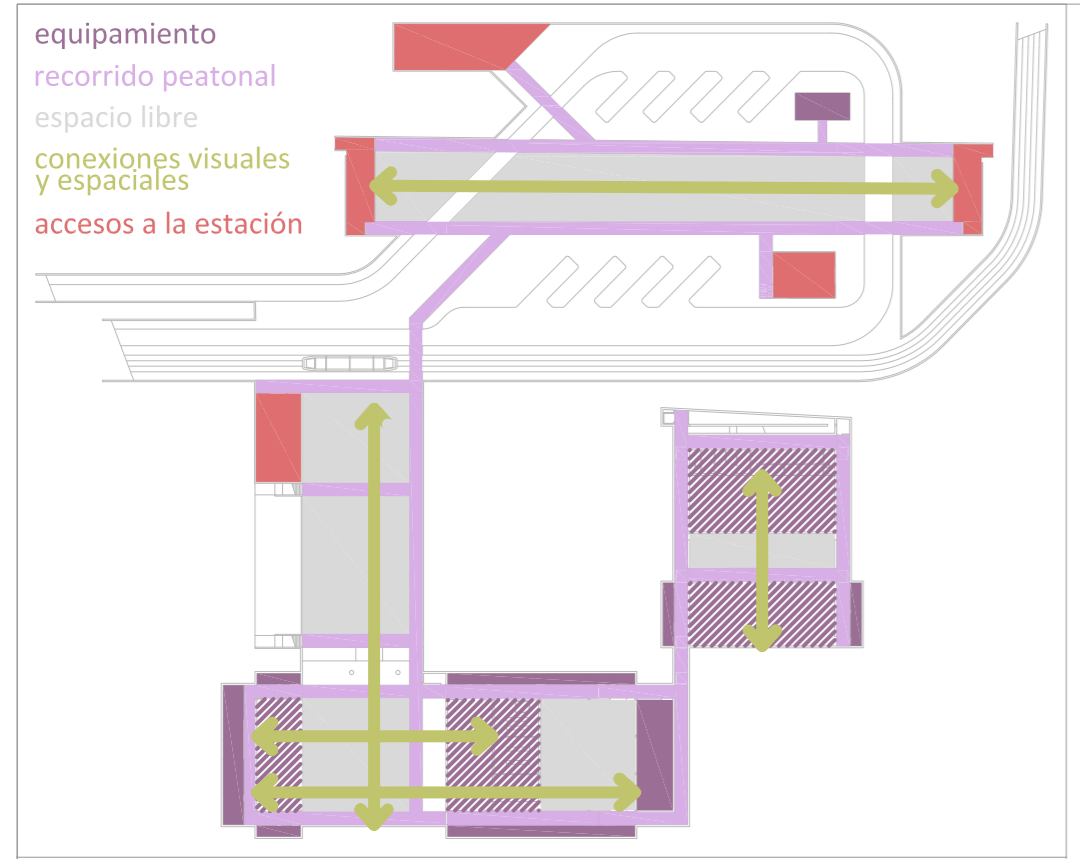 equipamiento
recorrido peatonal
espacio libre
conexiones visuales
y espaciales
accesos a la estación